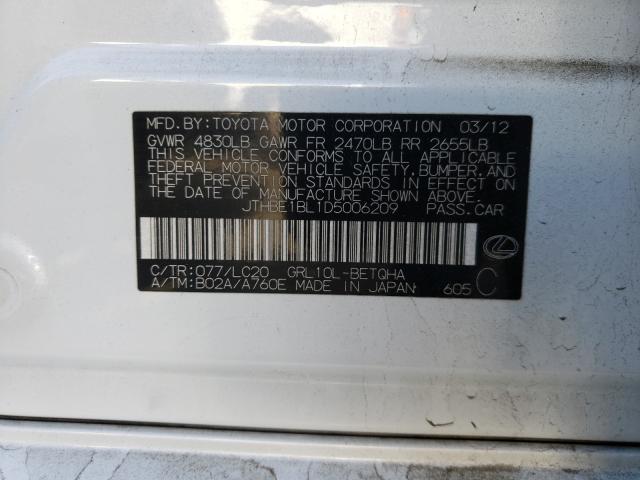 MFD.BY:TOYOTA MOTOR CORPORATION 03/12
GVWR 4830LB GAWR FR 2470LB RR 2655LB
THIS VEHICLE CONFORMS TO ALL APPLICABLE
FEDERAL MOTOR VEHICLE SAFETY,BUMPER,AND
THEFT PREVENTION STANDARDS IN EFFECT ON
THE DATE OF MANUFACTURE SHOWN ABOVE.
JTHBE1BL1D5006209 PASS.CAR
C/TR:077/LC20 GRL10L-BETQHA
A/TM:B02A/A760E MADE IN JAPAN 605 C